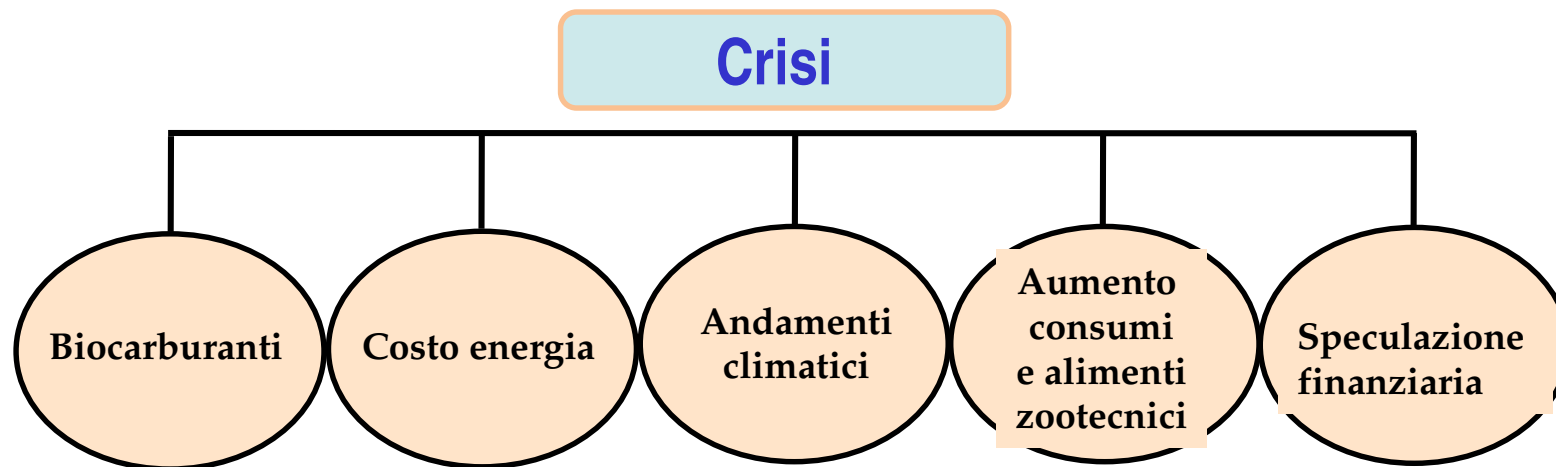 Crisi
Biocarburanti
Costo energia
Andamenti
climatici
Aumento
consumi
e alimenti
zootecnici
Speculazione
finanziaria